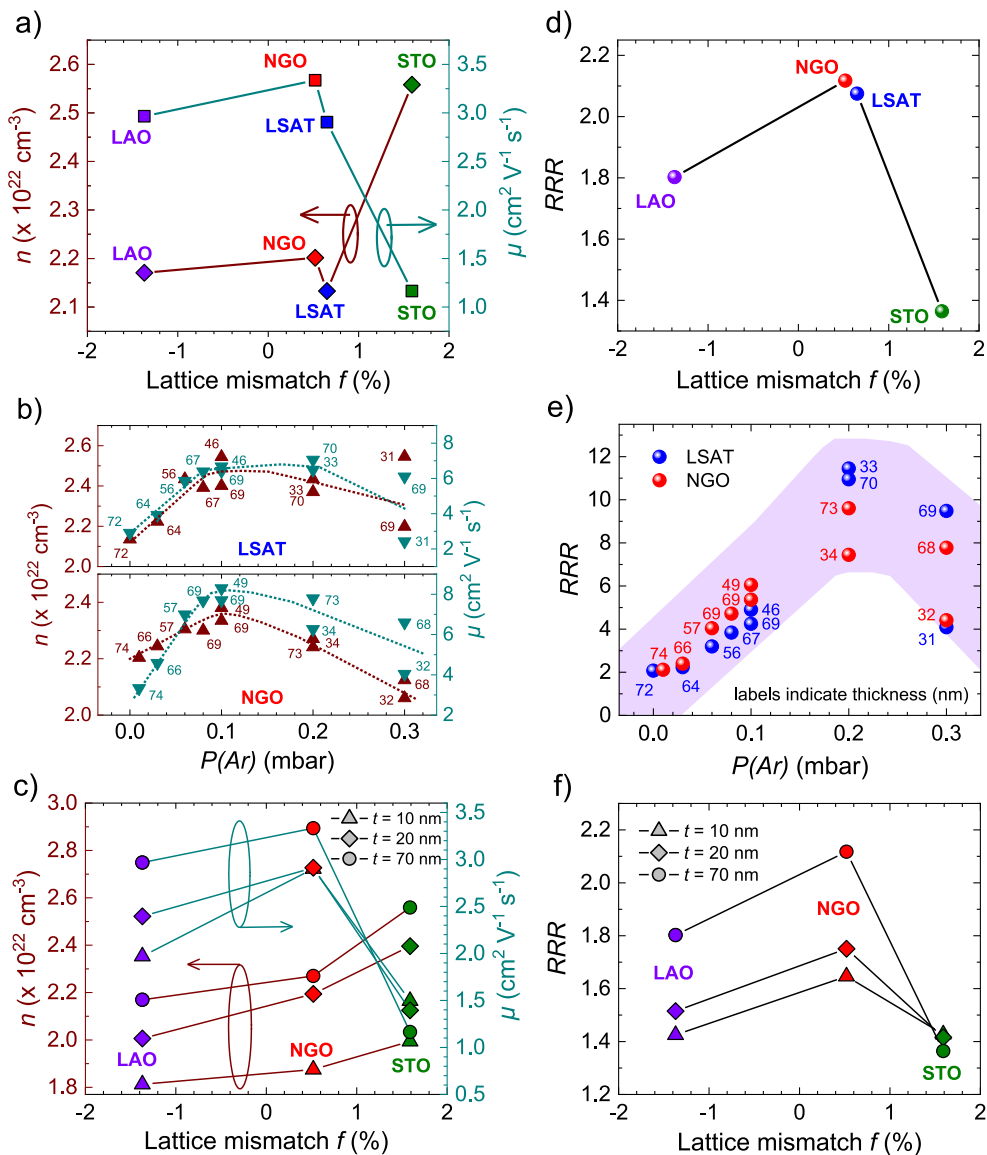 a)
n (x 10²² cm⁻³)
2.6
2.5
2.4
2.3
2.2
2.1
3.5
3.0
2.5
2.0
1.5
1.0
μ (cm² V⁻¹ s⁻¹)
NGO
STO
LAO
LSAT
LAO
NGO
LSAT
STO
-2 -1 0 1 2
Lattice mismatch f (%)
d)
RRR
2.2
2.0
1.8
1.6
1.4
NGO
LSAT
LAO
STO
-2 -1 0 1 2
Lattice mismatch f (%)
b)
n (x 10²² cm⁻³)
2.6
2.4
2.2
2.0
8
6
4
2
0
μ (cm² V⁻¹ s⁻¹)
46
70
31
67
46
33
56
56
69
69
67
69
33
70
64
64
72
72
69
31
LSAT
2.4
2.2
2.0
8
6
4
2
49
69
49
73
57
57
69
69
34
34
73
68
74
66
66
74
32
68
32
NGO
0.0 0.1 0.2 0.3
P(Ar) (mbar)
e)
RRR
12
10
8
6
4
2
0
LSAT
NGO
33
70
73
34
69
68
32
31
49
69
46
69
69
67
57
56
74
66
72
64
labels indicate thickness (nm)
0.0 0.1 0.2 0.3
P(Ar) (mbar)
c)
n (x 10²² cm⁻³)
3.0
2.8
2.6
2.4
2.2
2.0
1.8
3.5
3.0
2.5
2.0
1.5
1.0
0.5
μ (cm² V⁻¹ s⁻¹)
t = 10 nm
t = 20 nm
t = 70 nm
LAO
NGO
STO
-2 -1 0 1 2
Lattice mismatch f (%)
f)
RRR
2.2
2.0
1.8
1.6
1.4
1.2
t = 10 nm
t = 20 nm
t = 70 nm
NGO
LAO
STO
-2 -1 0 1 2
Lattice mismatch f (%)